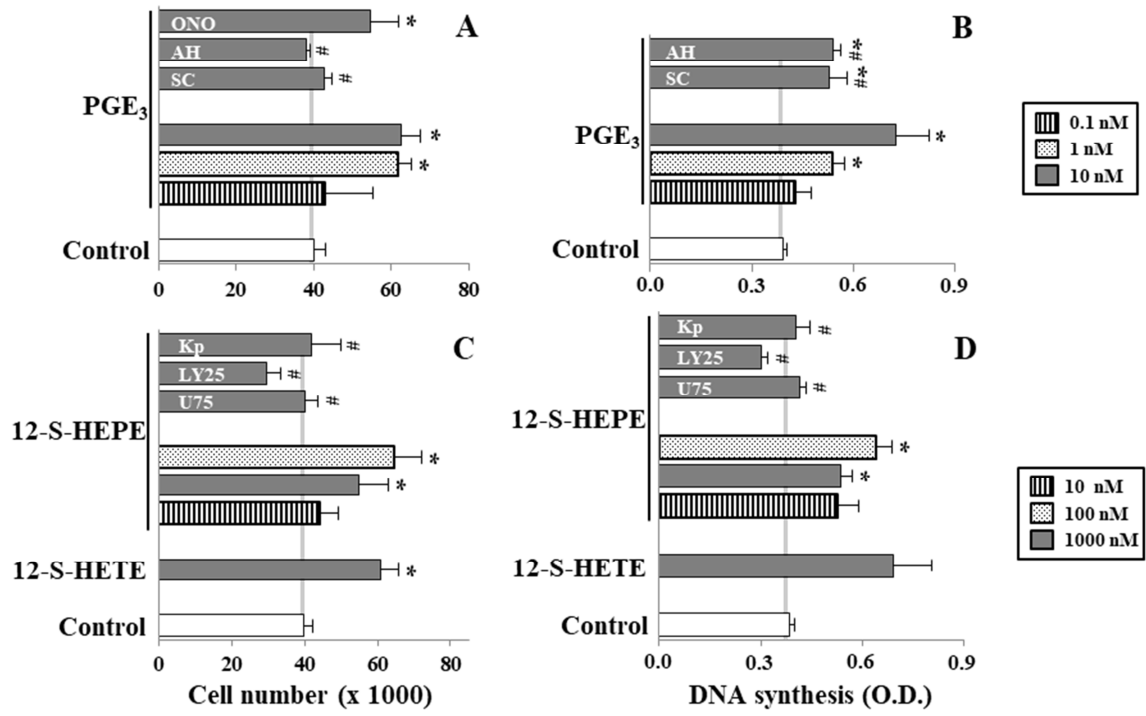 A
ONO *
AH #
SC #
PGE₃
*
*
Control
0 20 40 60 80
B
AH *#
SC #*
PGE₃
*
*
Control
0.0 0.3 0.6 0.9
0.1 nM
1 nM
10 nM
C
Kp #
LY25 #
U75 #
12-S-HEPE
*
*
12-S-HETE *
Control
0 20 40 60 80
Cell number (x 1000)
D
Kp #
LY25 #
U75 #
12-S-HEPE
*
*
12-S-HETE
Control
0.0 0.3 0.6 0.9
DNA synthesis (O.D.)
10 nM
100 nM
1000 nM